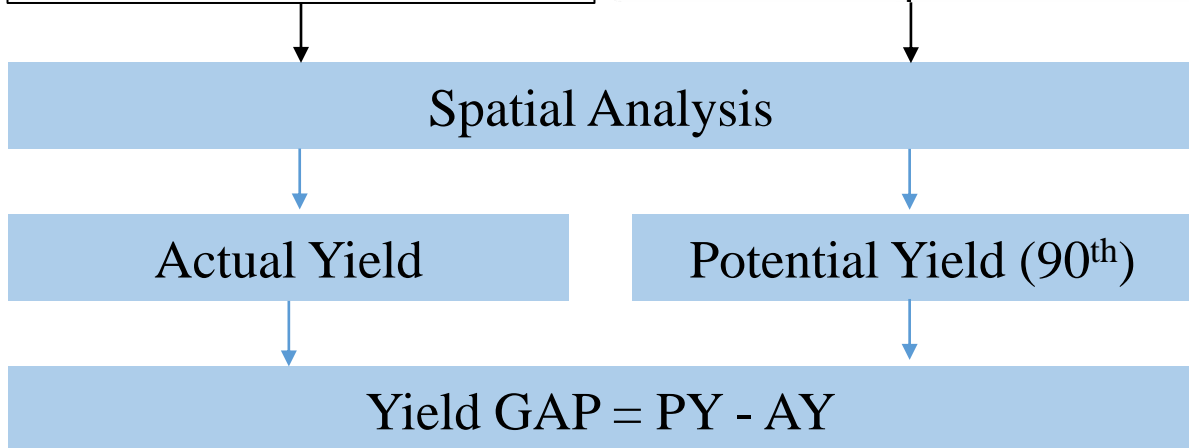 Spatial Analysis
Actual Yield
Potential Yield (90th)
Yield GAP = PY - AY